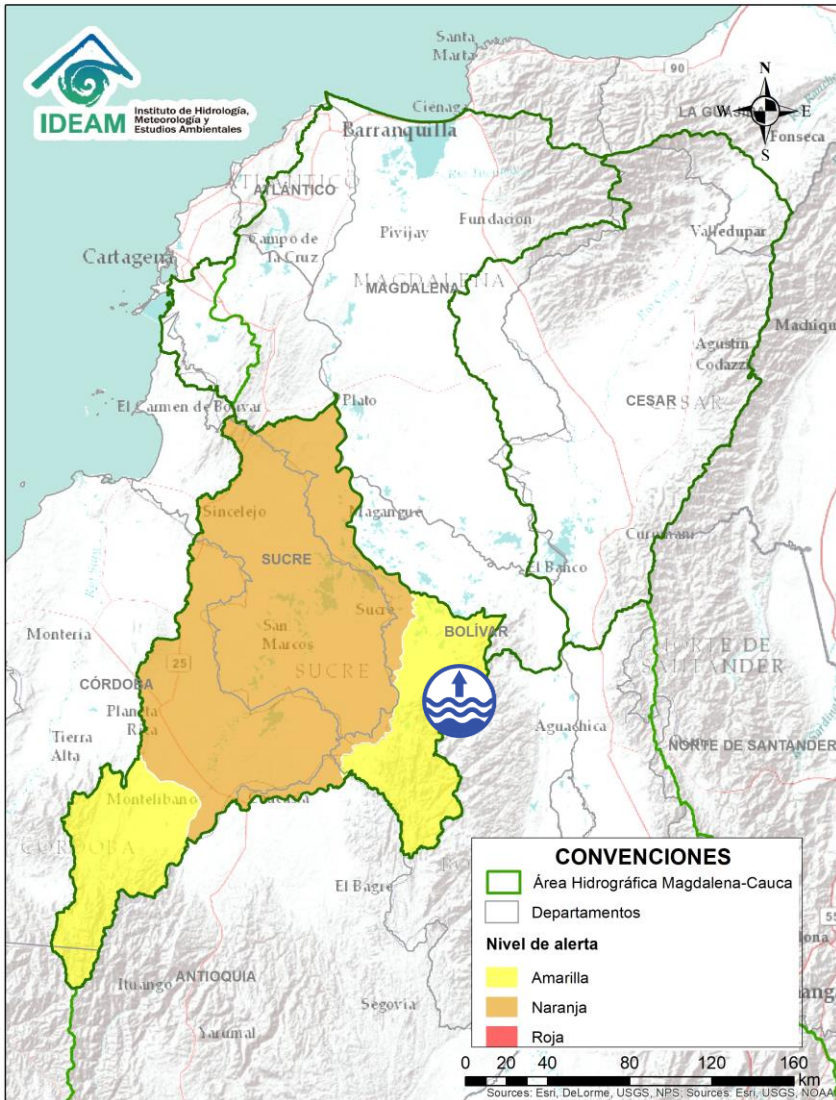 IDEAM
Instituto de Hidrología,
Meteorología y
Estudios Ambientales
Santa
Marta
90
N
W
E
S
Ciénaga
Barranquilla
Fonseca
ATLÁNTICO
Fundación
Valledupar
Pivijay
Campo de
la Cruz
Cartagena
MAGDALENA
MAGDALENA
Agustín
Codazzi
El Carmen de Bolívar
Plato
CESAR
CESAR
Sincelejo
Magangué
SUCRE
El Banco
Sucre
BOLÍVAR
Montería
San
Marcos
NORTE DE
SANTANDER
25
SUCRE
CÓRDOBA
Planeta
Rica
Aguachica
Tierra
Alta
NORTE DE SANTANDER
Montelíbano
CÓRDOBA
El Bagre
ANTIOQUIA
Ituango
Segovia
Yarumal
55
CONVENCIONES
Área Hidrográfica Magdalena-Cauca
Departamentos
Nivel de alerta
Amarilla
Naranja
Roja
0 20 40 80 120 160
km
Sources: Esri, DeLorme, USGS, NPS; Sources: Esri, USGS, NOAA